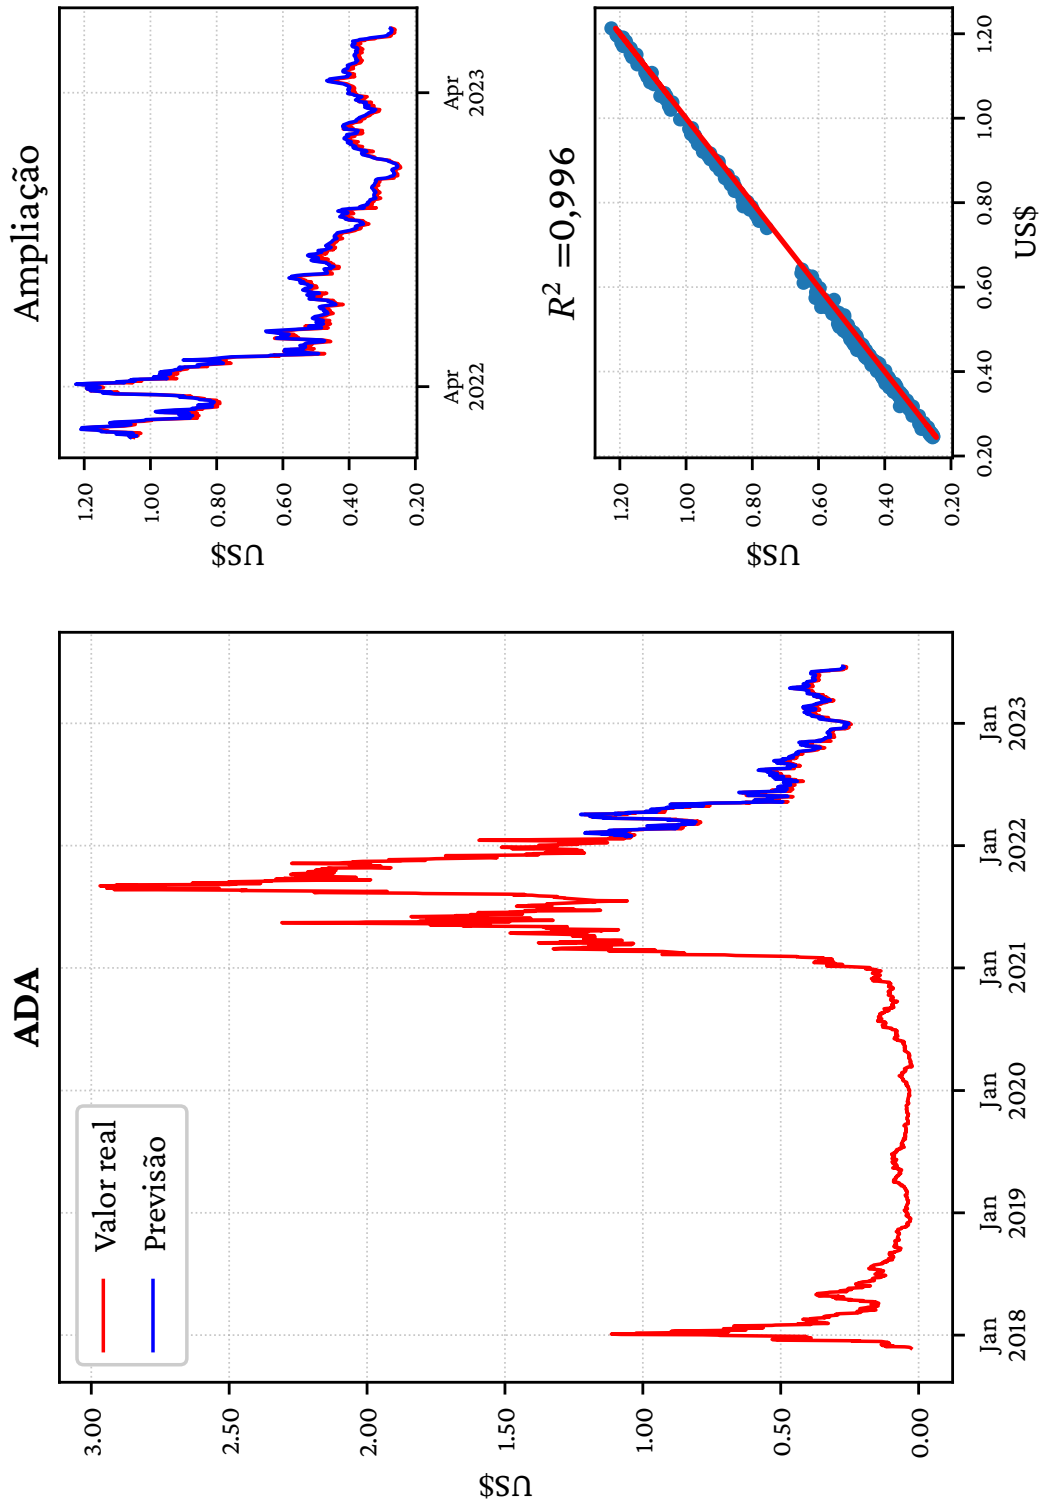 ADA
US$
3.00
2.50
2.00
1.50
1.00
0.50
0.00
Valor real
Previsão
Jan
2018
Jan
2019
Jan
2020
Jan
2021
Jan
2022
Jan
2023
Ampliação
US$
1.20
1.00
0.80
0.60
0.40
0.20
Apr
2022
Apr
2023
R² =0,996
US$
1.20
1.00
0.80
0.60
0.40
0.20
0.20
0.40
0.60
0.80
1.00
1.20
US$